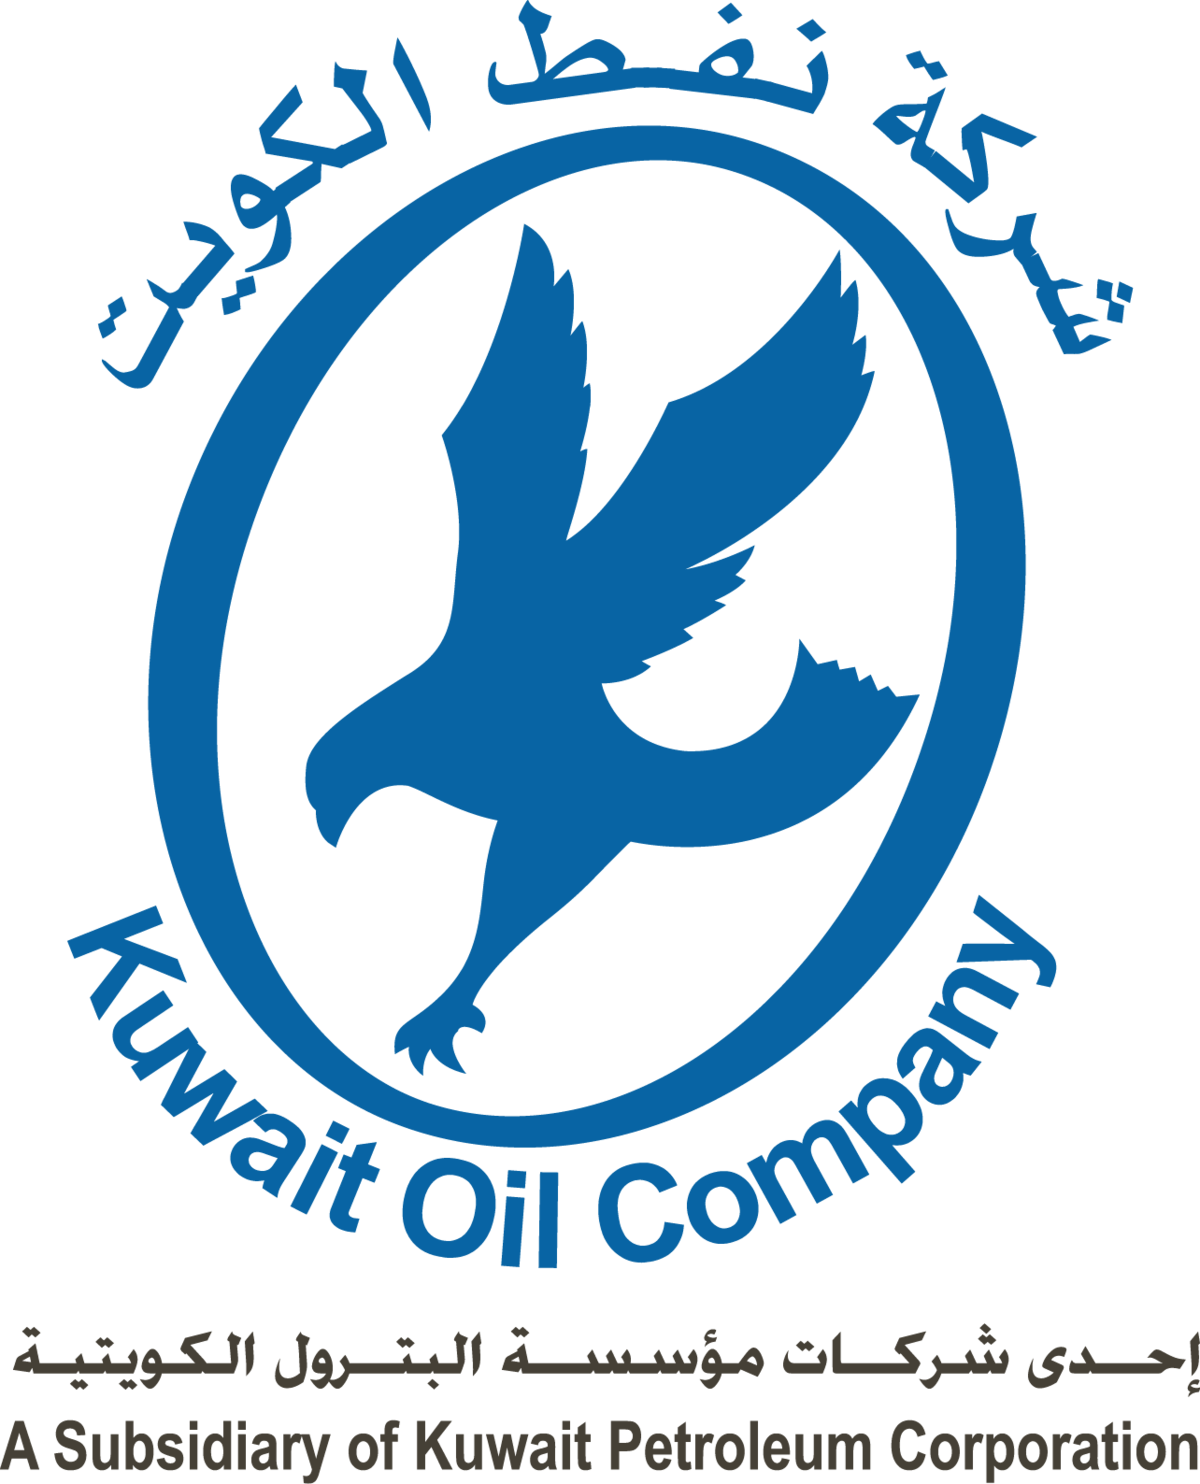 شركة نفط الكويت
Kuwait Oil Company
إحدى شركات مؤسسة البترول الكويتية
A Subsidiary of Kuwait Petroleum Corporation